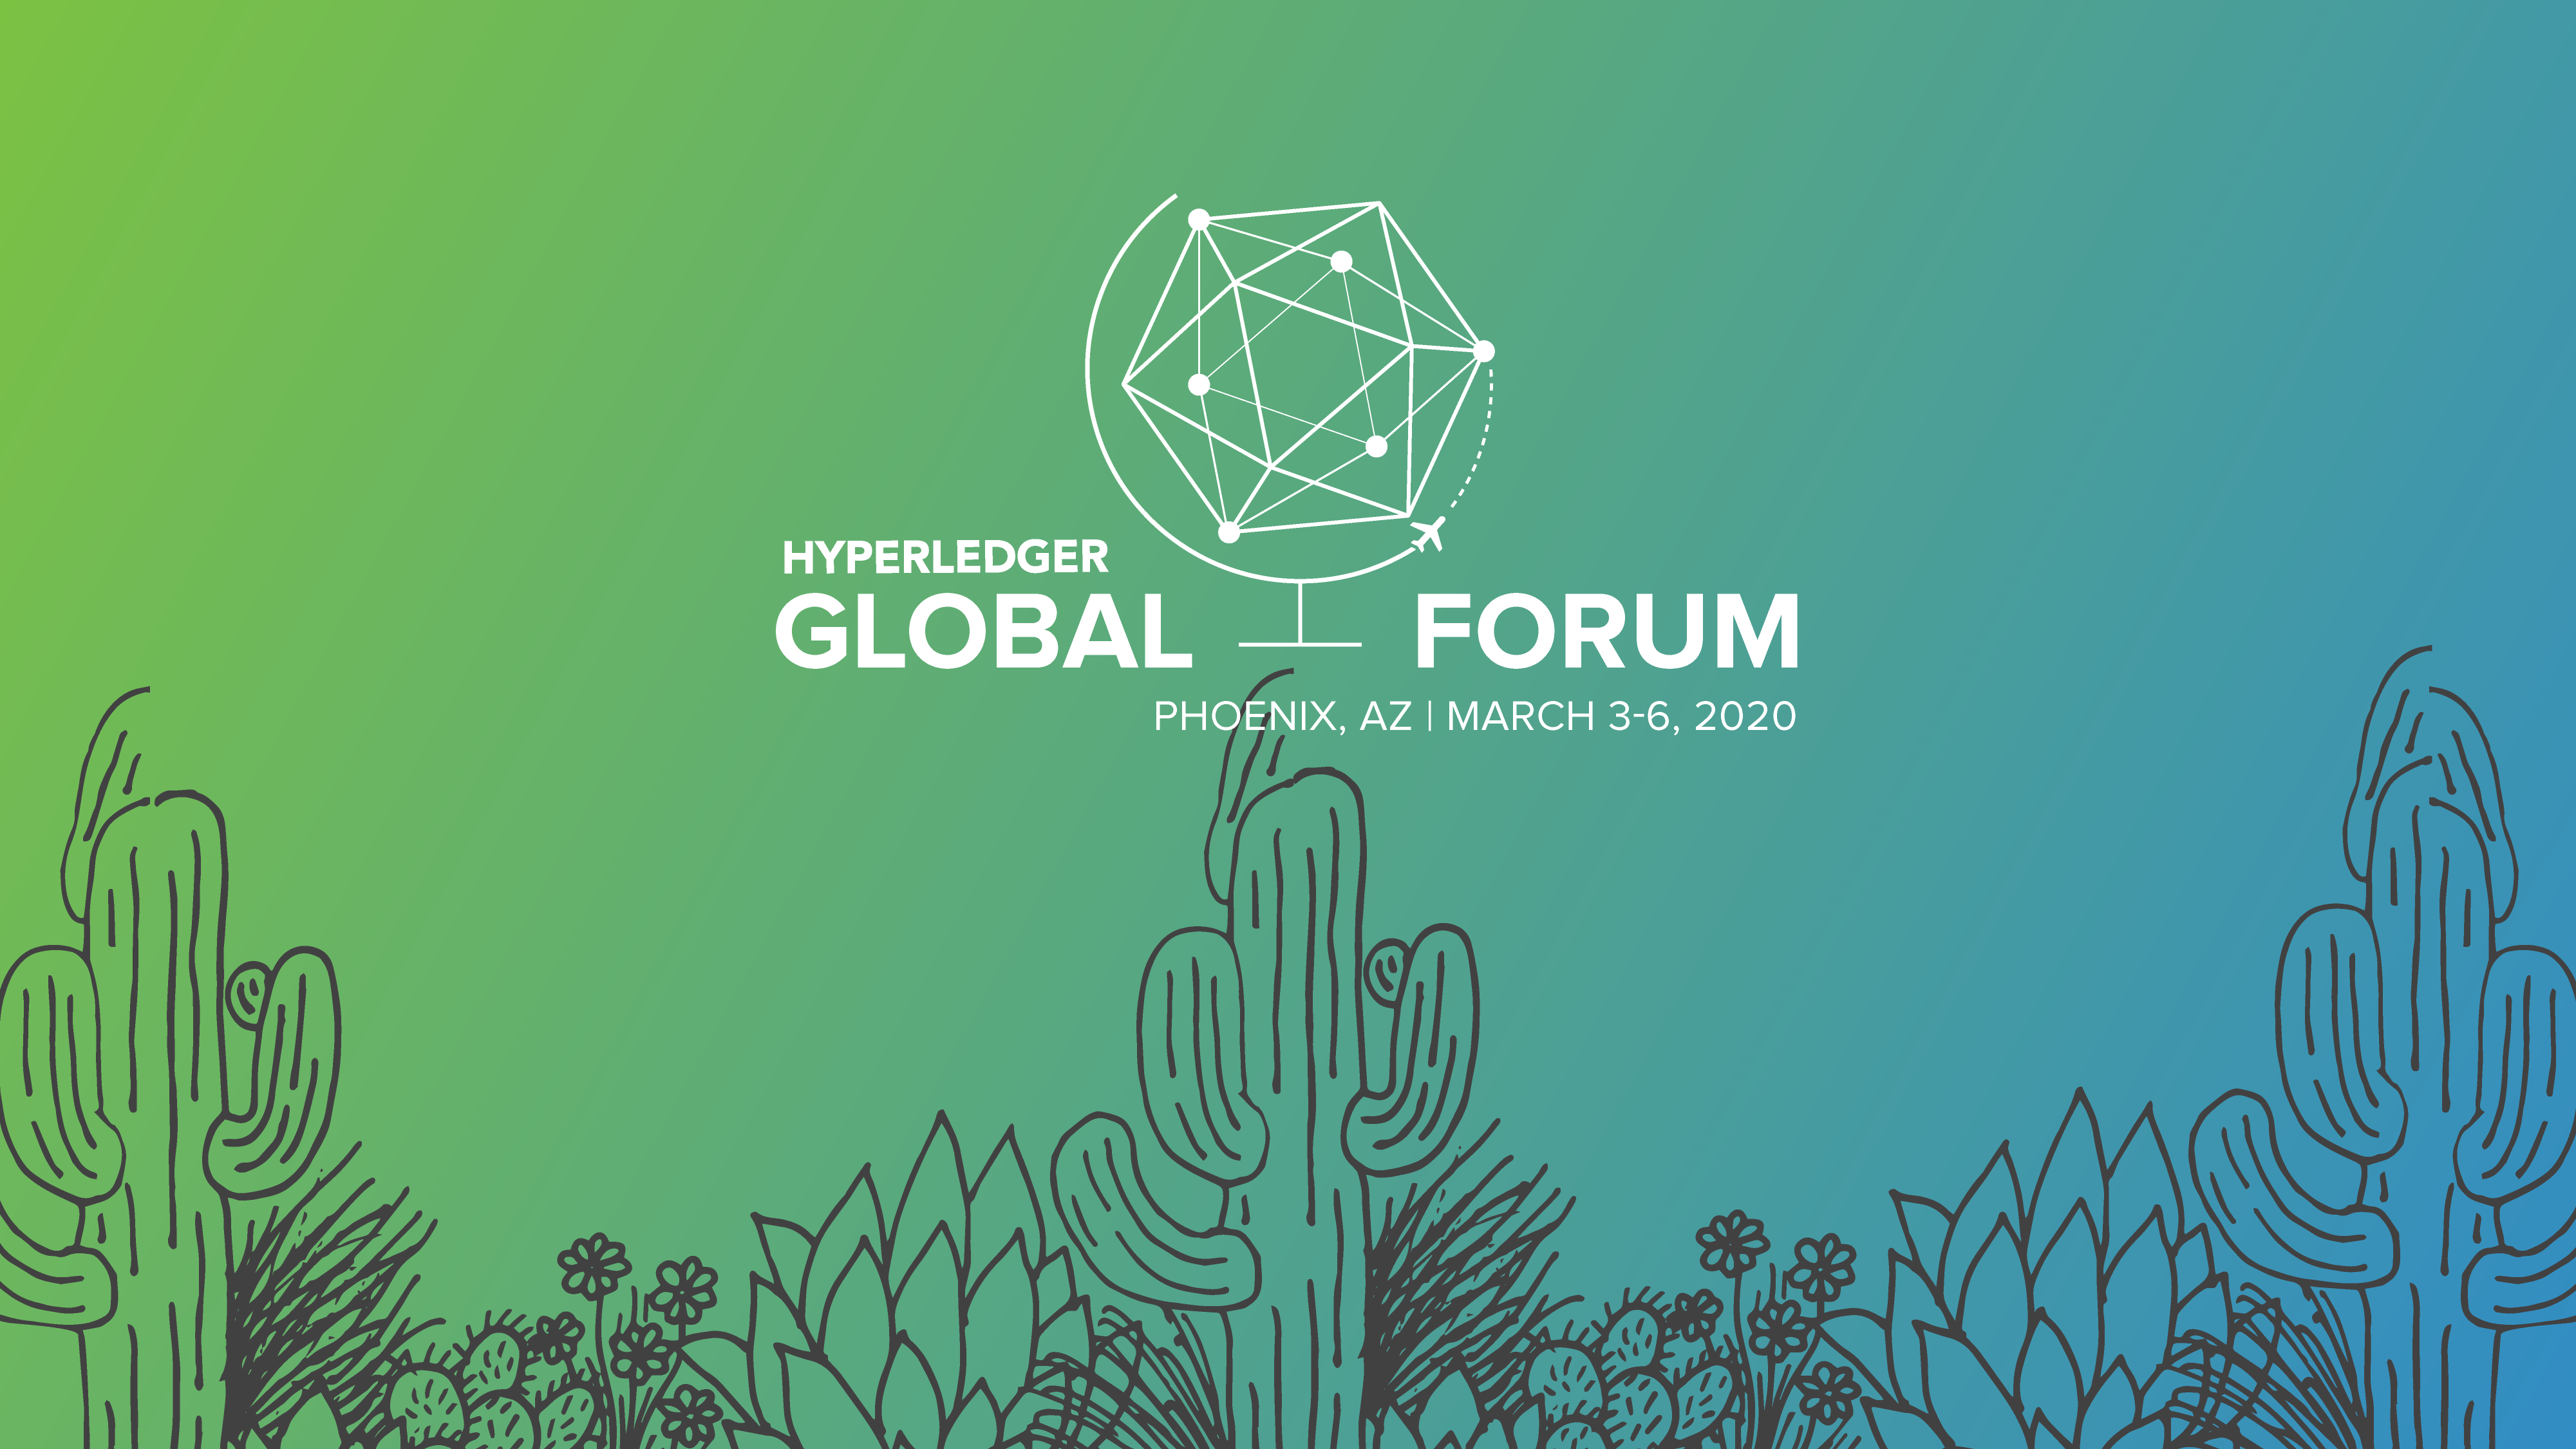 HYPERLEDGER
GLOBAL FORUM
PHOENIX, AZ | MARCH 3-6, 2020